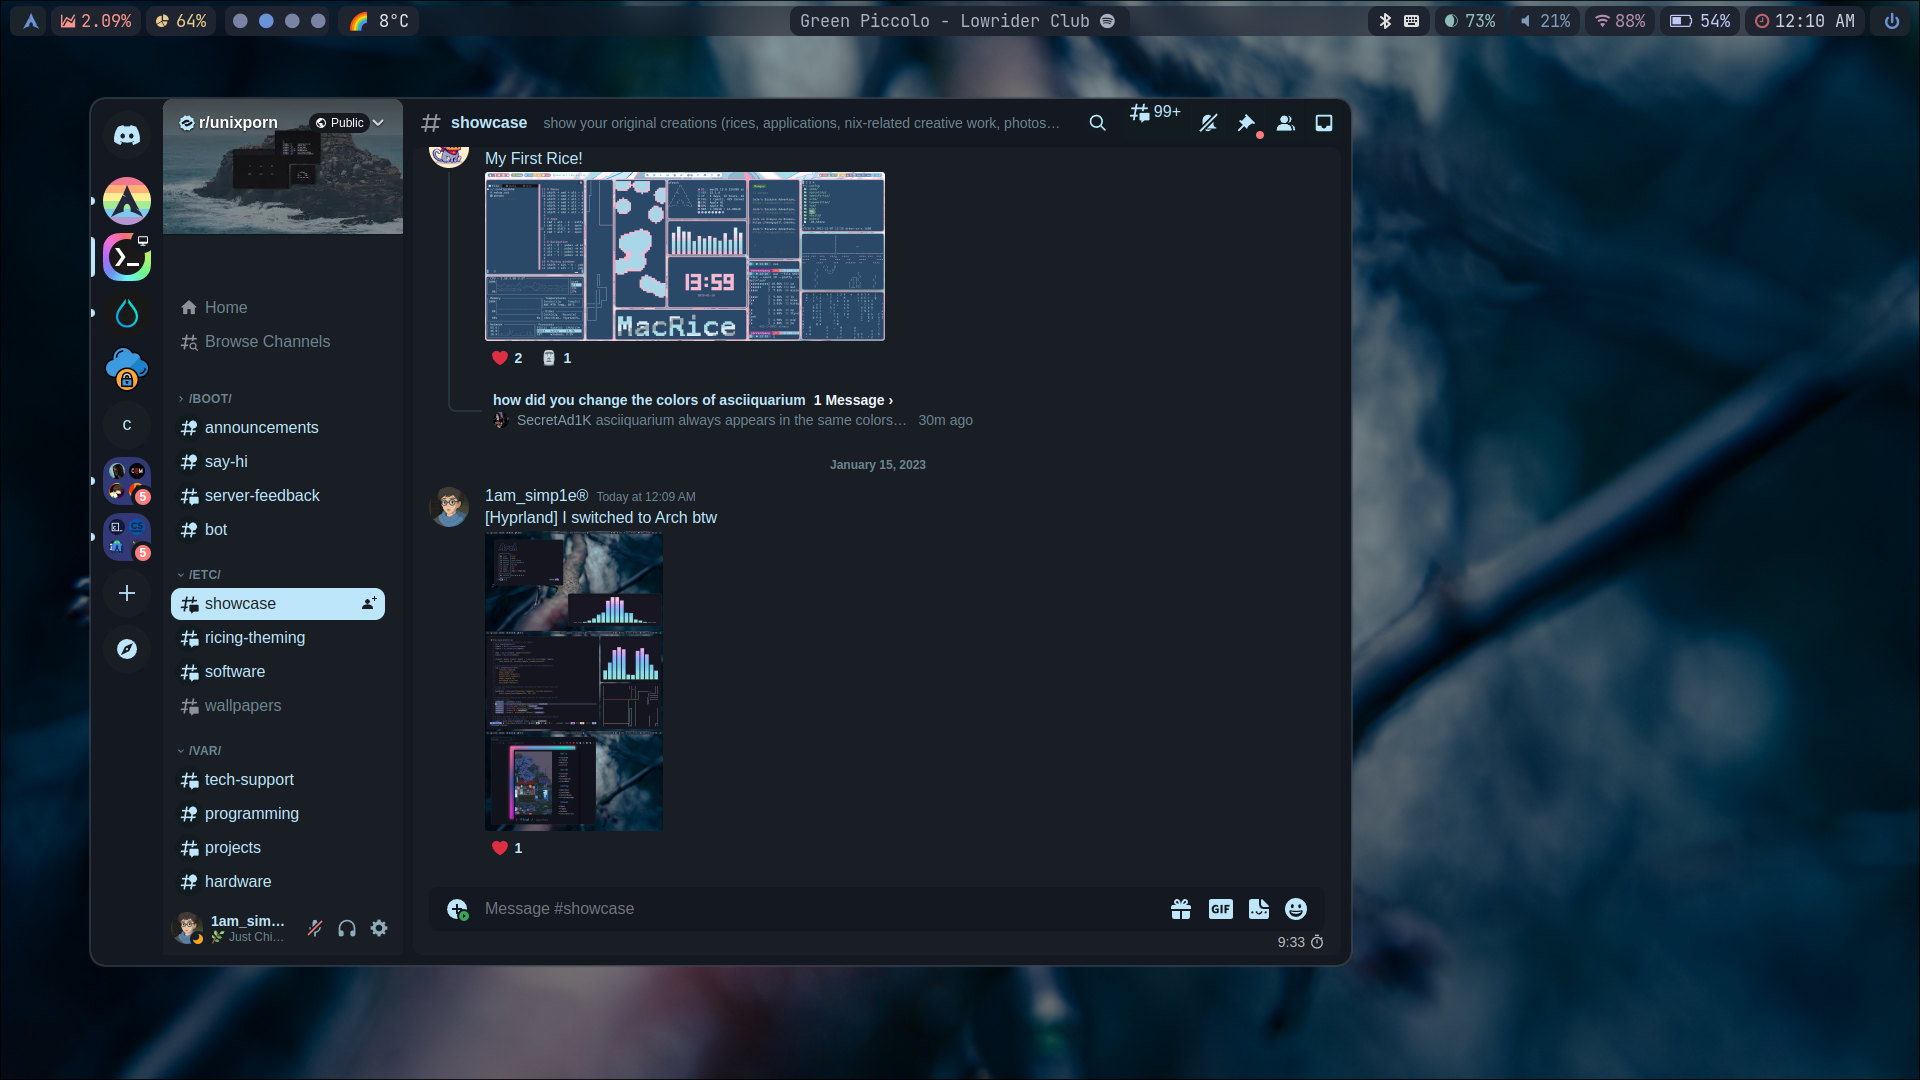 2.09%
64%
8°C
Green Piccolo - Lowrider Club
73%
21%
88%
54%
12:10 AM
r/unixporn
Public
Home
Browse Channels
/BOOT/
announcements
say-hi
server-feedback
bot
/ETC/
showcase
ricing-theming
software
wallpapers
/VAR/
tech-support
programming
projects
hardware
C
5
5
1am_sim...
Just Chi...
showcase
show your original creations (rices, applications, nix-related creative work, photos…
99+
My First Rice!
13:59
MacRice
2
1
how did you change the colors of asciiquarium 1 Message ›
SecretAd1K asciiquarium always appears in the same colors… 30m ago
January 15, 2023
1am_simp1e® Today at 12:09 AM
[Hyprland] I switched to Arch btw
1
Message #showcase
GIF
9:33